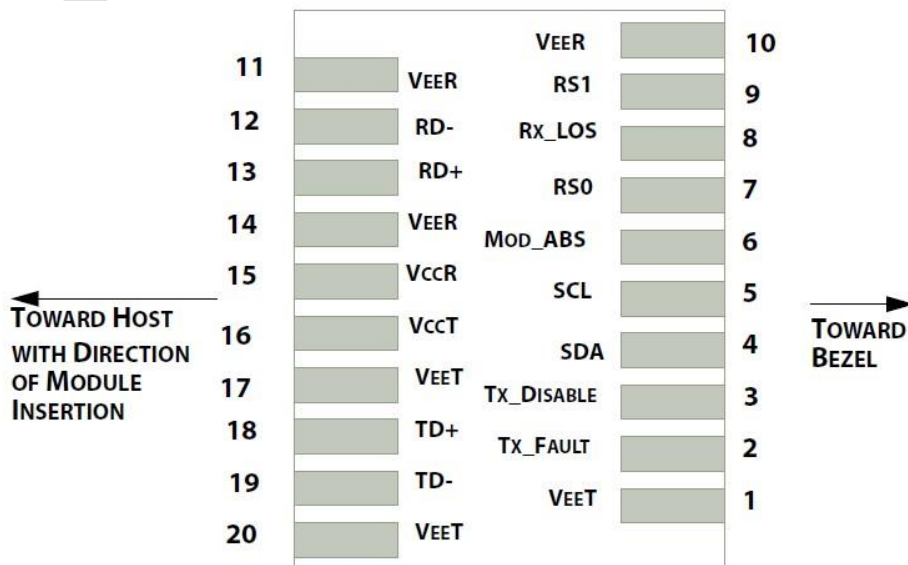 VEER 10
11 VEER
RS1 9
12 RD-
Rx_LOS 8
13 RD+
RS0 7
14 VEER
MOD_ABS 6
15 VCCR
SCL 5
TOWARD HOST
WITH DIRECTION
OF MODULE
INSERTION
TOWARD
BEZEL
16 VCCT
SDA 4
17 VEET
TX_DISABLE 3
18 TD+
TX_FAULT 2
19 TD-
VEET 1
20 VEET